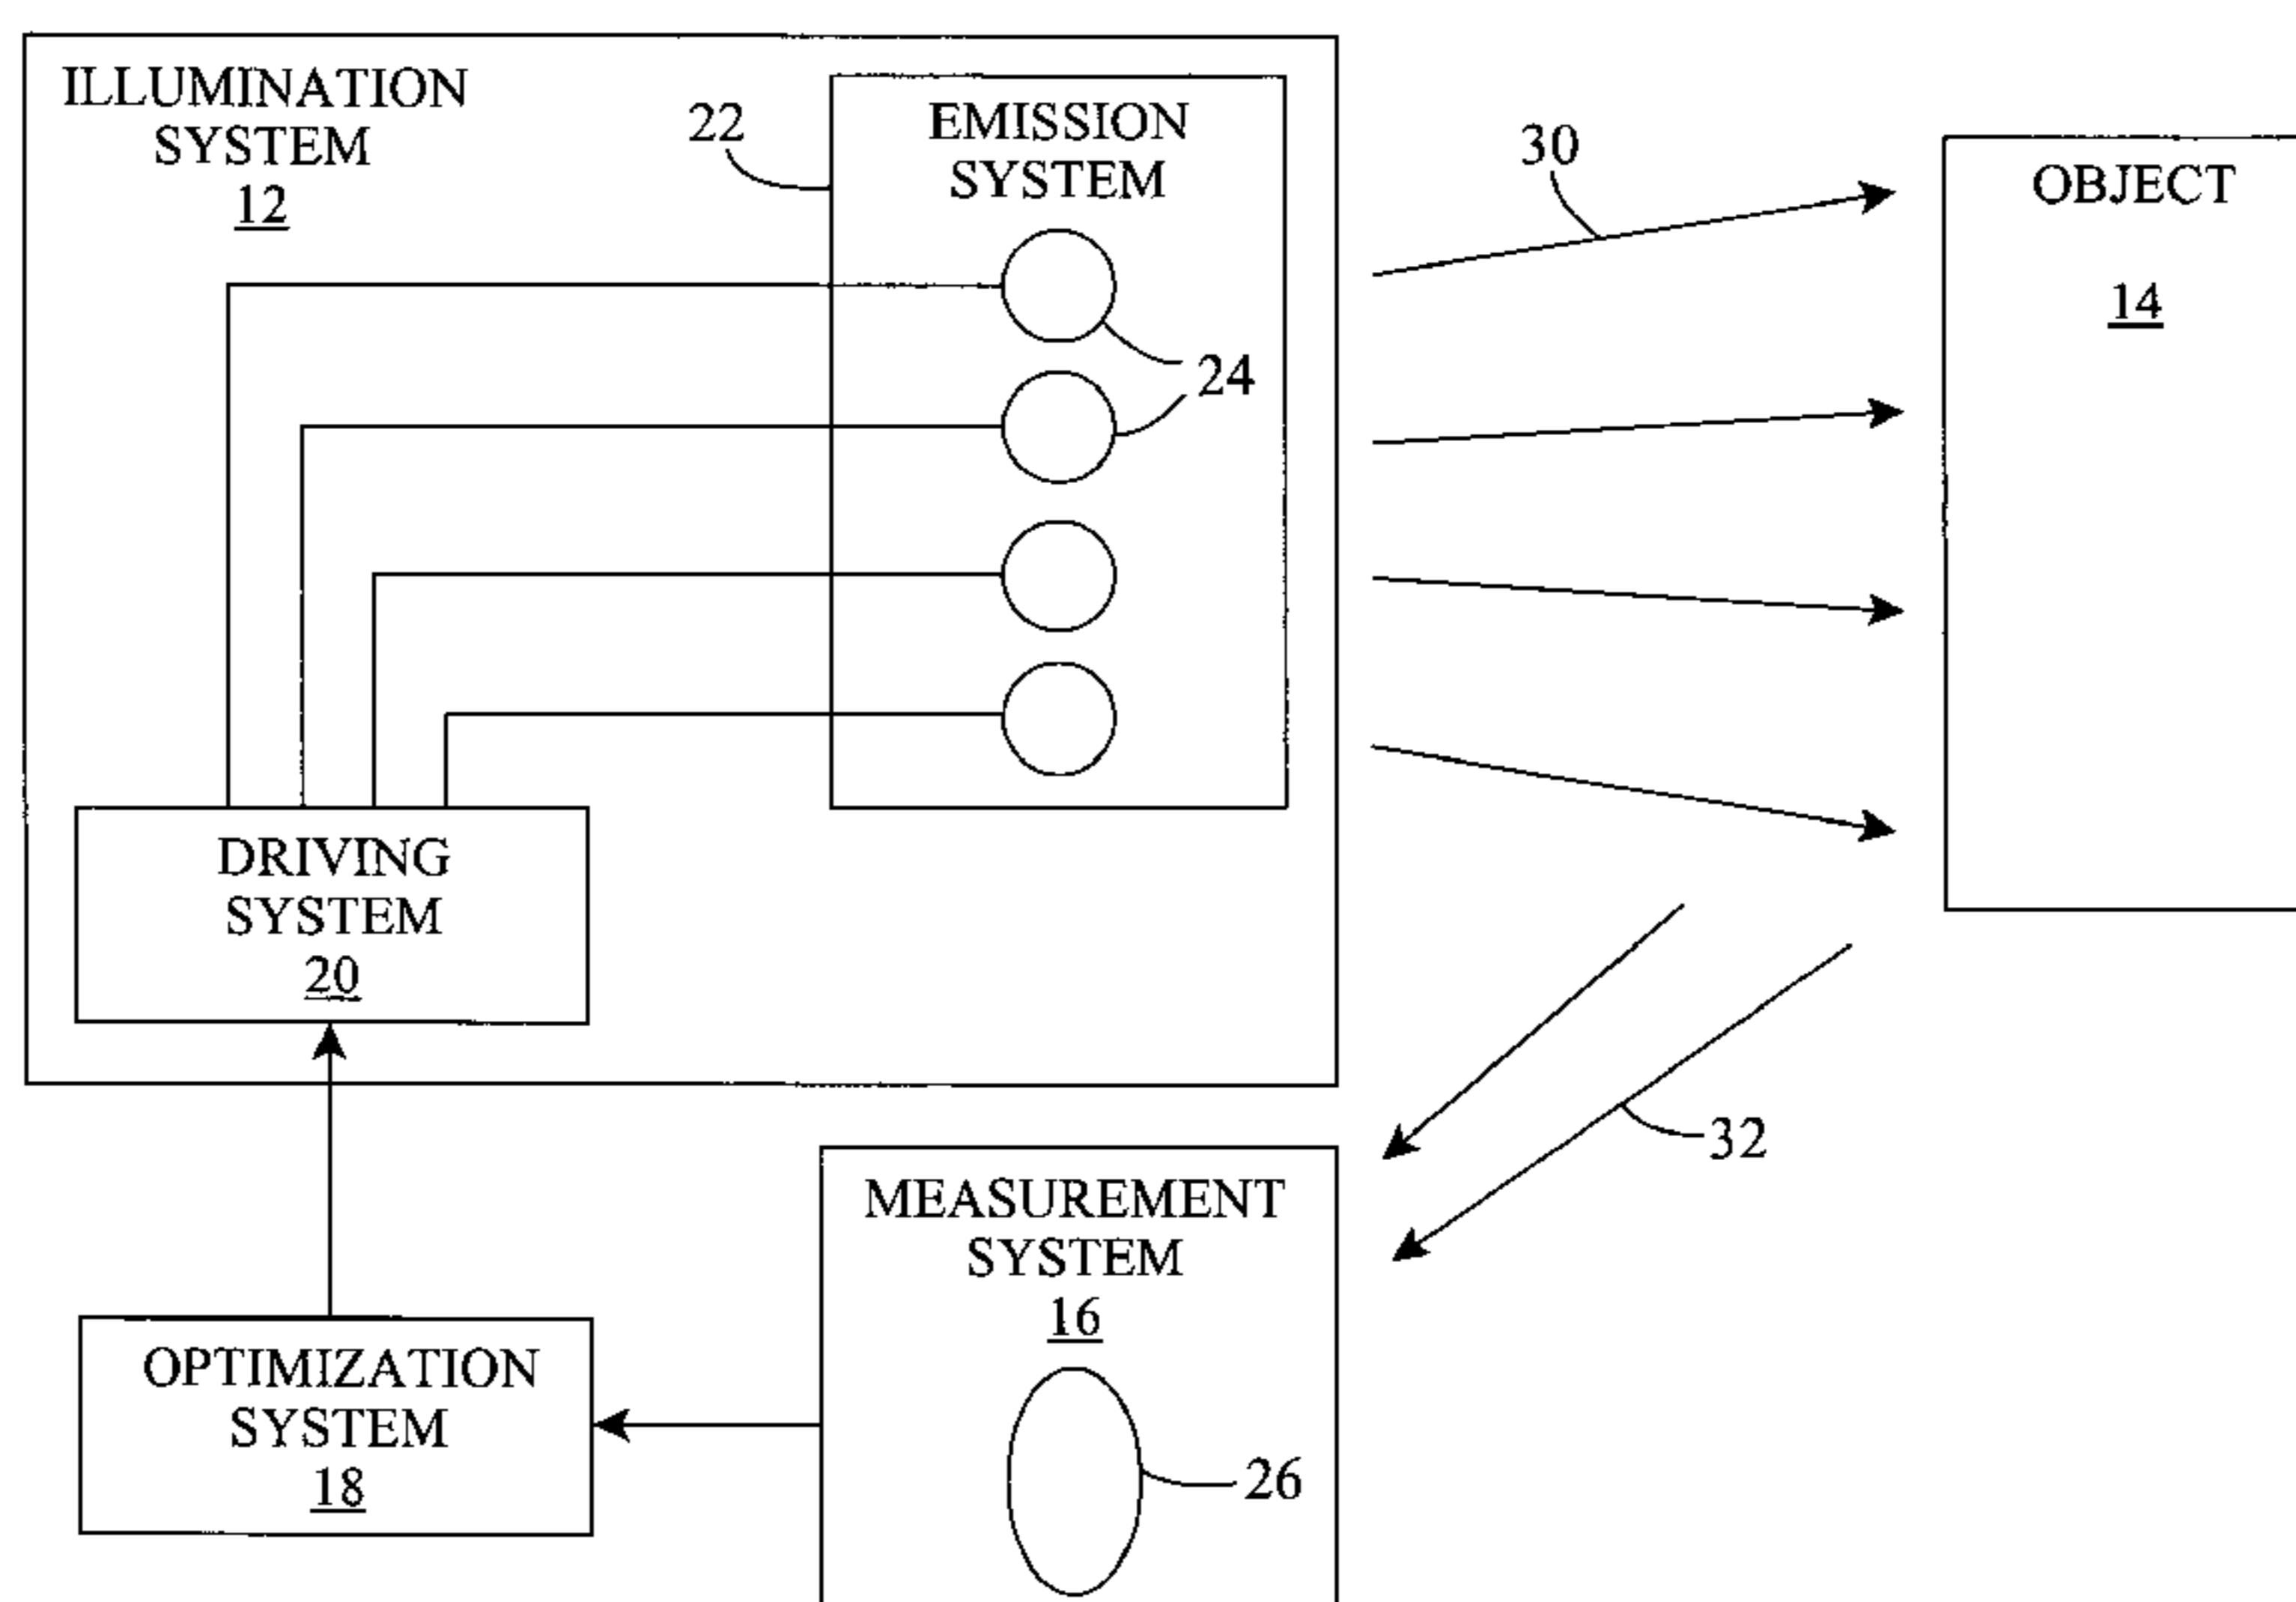 ILLUMINATION
SYSTEM
12
22
EMISSION
SYSTEM
24
30
OBJECT
14
DRIVING
SYSTEM
20
32
MEASUREMENT
SYSTEM
16
26
OPTIMIZATION
SYSTEM
18